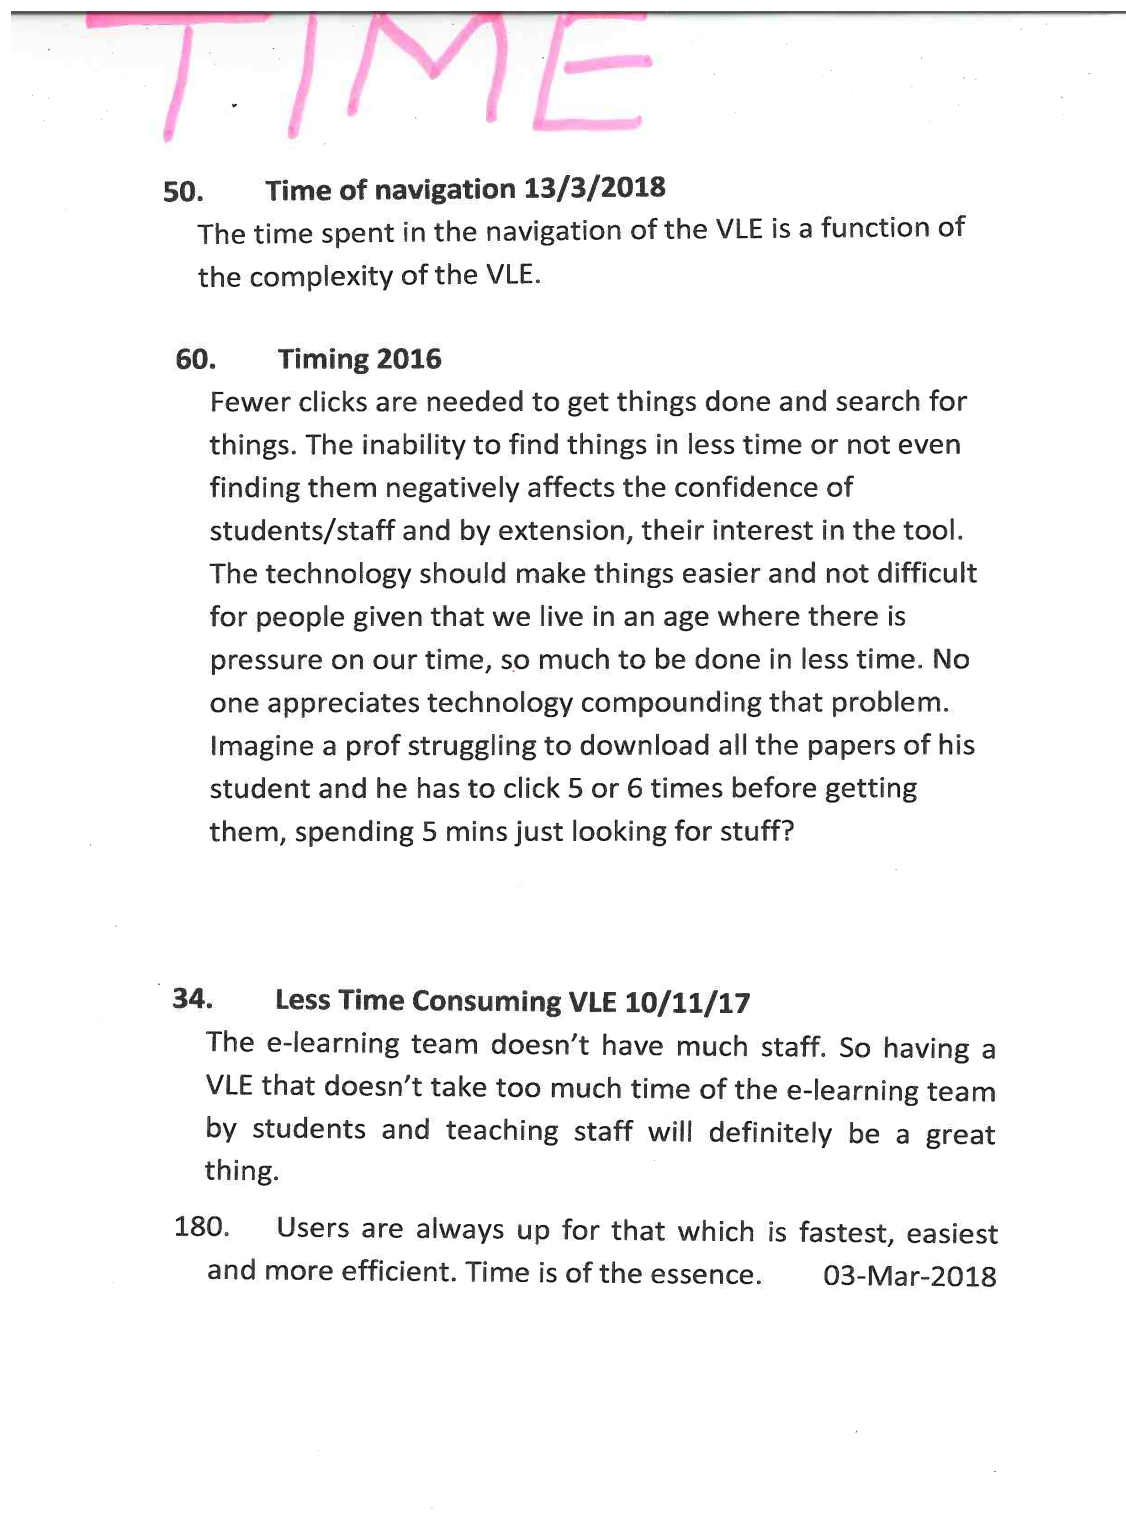 TIME
50. Time of navigation 13/3/2018
The time spent in the navigation of the VLE is a function of
the complexity of the VLE.
60. Timing 2016
Fewer clicks are needed to get things done and search for
things. The inability to find things in less time or not even
finding them negatively affects the confidence of
students/staff and by extension, their interest in the tool.
The technology should make things easier and not difficult
for people given that we live in an age where there is
pressure on our time, so much to be done in less time. No
one appreciates technology compounding that problem.
Imagine a prof struggling to download all the papers of his
student and he has to click 5 or 6 times before getting
them, spending 5 mins just looking for stuff?
34. Less Time Consuming VLE 10/11/17
The e-learning team doesn't have much staff. So having a
VLE that doesn't take too much time of the e-learning team
by students and teaching staff will definitely be a great
thing.
180. Users are always up for that which is fastest, easiest
and more efficient. Time is of the essence. 03-Mar-2018